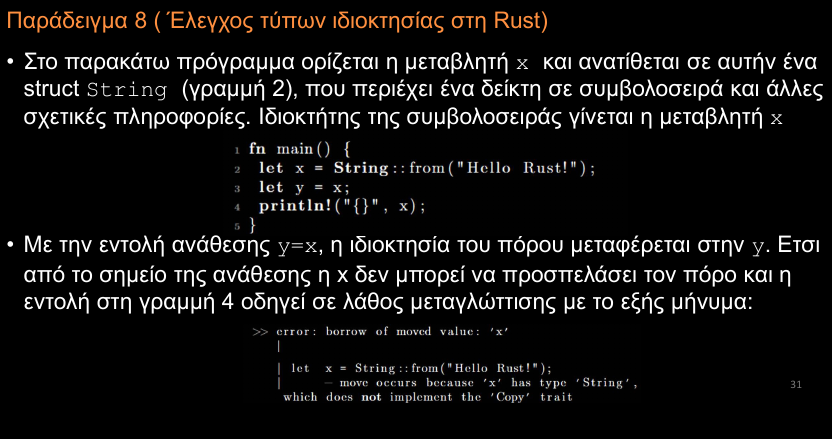 Παράδειγμα 8 ( Έλεγχος τύπων ιδιοκτησίας στη Rust)
• Στο παρακάτω πρόγραμμα ορίζεται η μεταβλητή x και ανατίθεται σε αυτήν ένα
struct String (γραμμή 2), που περιέχει ένα δείκτη σε συμβολοσειρά και άλλες
σχετικές πληροφορίες. Ιδιοκτήτης της συμβολοσειράς γίνεται η μεταβλητή x
1 fn main() {
2 let x = String::from("Hello Rust!");
3 let y = x;
4 println!("{}", x);
5 }
• Με την εντολή ανάθεσης y=x, η ιδιοκτησία του πόρου μεταφέρεται στην y. Ετσι
από το σημείο της ανάθεσης η x δεν μπορεί να προσπελάσει τον πόρο και η
εντολή στη γραμμή 4 οδηγεί σε λάθος μεταγλώττισης με το εξής μήνυμα:
>> error: borrow of moved value: 'x'
|
| let x = String::from("Hello Rust!");
| – move occurs because 'x' has type 'String',
which does not implement the 'Copy' trait
31